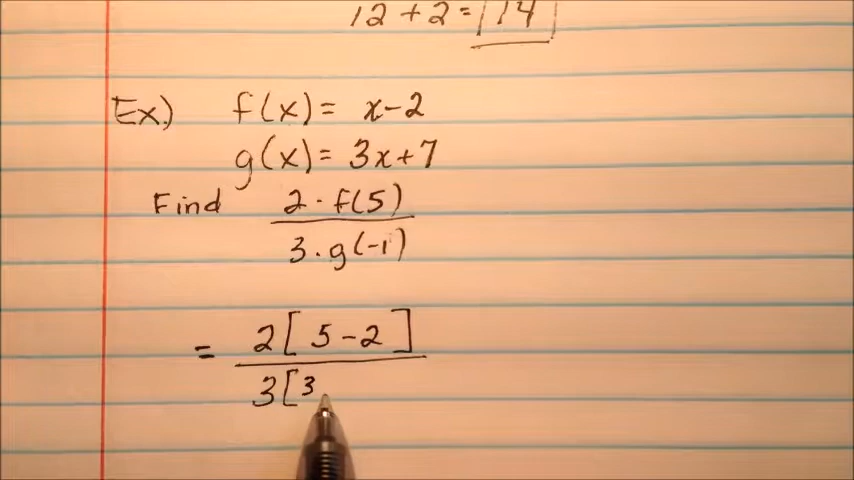 12 + 2 = 14
Ex.) f(x) = x-2
g(x) = 3x+7
Find 2 · f(5)
3 · g(-1)
= 2[ 5-2 ]
3[3